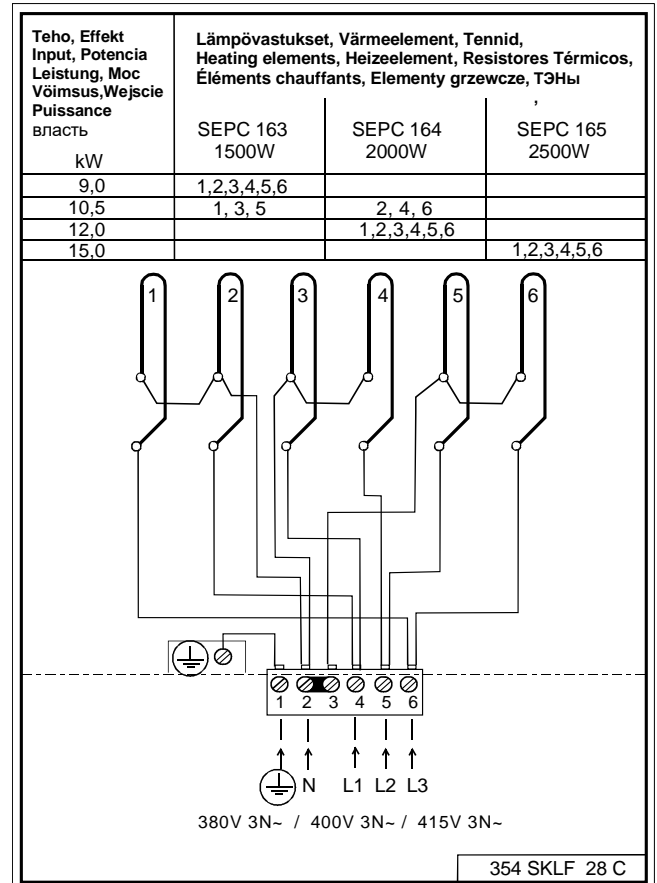 Teho, Effekt
Input, Potencia
Leistung, Moc
Vöimsus,Wejscie
Puissance
власть
kW
Lämpövastukset, Värmeelement, Tennid,
Heating elements, Heizeelement, Resistores Térmicos,
Éléments chauffants, Elementy grzewcze, ТЭНы
,
SEPC 163 SEPC 164 SEPC 165
1500W 2000W 2500W
9,0 1,2,3,4,5,6
10,5 1, 3, 5 2, 4, 6
12,0 1,2,3,4,5,6
15,0 1,2,3,4,5,6
1 2 3 4 5 6
1 2 3 4 5 6
N L1 L2 L3
380V 3N~ / 400V 3N~ / 415V 3N~
354 SKLF 28 C